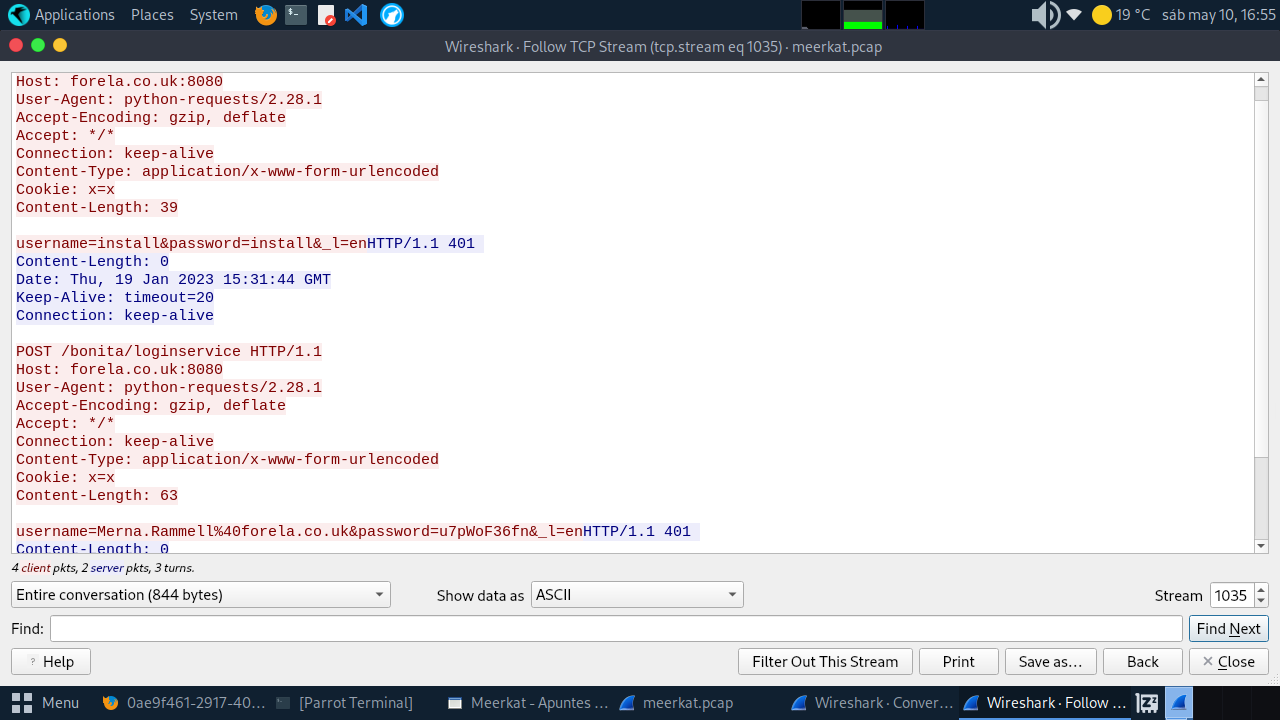 Applications Places System 19 °C sáb may 10, 16:55
Wireshark · Follow TCP Stream (tcp.stream eq 1035) · meerkat.pcap
Host: forela.co.uk:8080
User-Agent: python-requests/2.28.1
Accept-Encoding: gzip, deflate
Accept: */*
Connection: keep-alive
Content-Type: application/x-www-form-urlencoded
Cookie: x=x
Content-Length: 39
username=install&password=install&_l=enHTTP/1.1 401
Content-Length: 0
Date: Thu, 19 Jan 2023 15:31:44 GMT
Keep-Alive: timeout=20
Connection: keep-alive
POST /bonita/loginservice HTTP/1.1
Host: forela.co.uk:8080
User-Agent: python-requests/2.28.1
Accept-Encoding: gzip, deflate
Accept: */*
Connection: keep-alive
Content-Type: application/x-www-form-urlencoded
Cookie: x=x
Content-Length: 63
username=Merna.Rammell%40forela.co.uk&password=u7pWoF36fn&_l=enHTTP/1.1 401
Content-Length: 0
4 client pkts, 2 server pkts, 3 turns.
Entire conversation (844 bytes) Show data as ASCII Stream 1035
Find: Find Next
? Help Filter Out This Stream Print Save as… Back × Close
Menu 0ae9f461-2917-40… [Parrot Terminal] Meerkat - Apuntes … meerkat.pcap Wireshark · Conver… Wireshark · Follow …